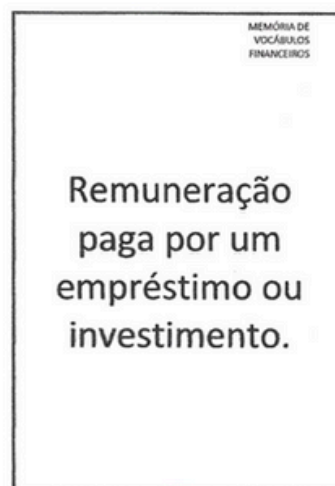 MEMÓRIA DE
VOCÁBULOS
FINANCEIROS
Remuneração
paga por um
empréstimo ou
investimento.